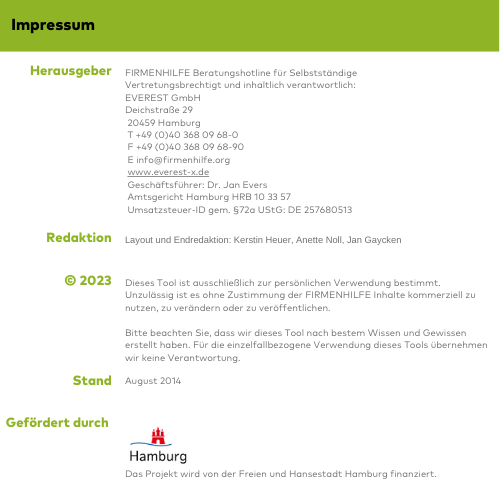 Impressum
Herausgeber
FIRMENHILFE Beratungshotline für Selbstständige
Vertretungsbrechtigt und inhaltlich verantwortlich:
EVEREST GmbH
Deichstraße 29
20459 Hamburg
T +49 (0)40 368 09 68-0
F +49 (0)40 368 09 68-90
E info@firmenhilfe.org
www.everest-x.de
Geschäftsführer: Dr. Jan Evers
Amtsgericht Hamburg HRB 10 33 57
Umsatzsteuer-ID gem. §72a UStG: DE 257680513
Redaktion
Layout und Endredaktion: Kerstin Heuer, Anette Noll, Jan Gaycken
© 2023
Dieses Tool ist ausschließlich zur persönlichen Verwendung bestimmt.
Unzulässig ist es ohne Zustimmung der FIRMENHILFE Inhalte kommerziell zu
nutzen, zu verändern oder zu veröffentlichen.
Bitte beachten Sie, dass wir dieses Tool nach bestem Wissen und Gewissen
erstellt haben. Für die einzelfallbezogene Verwendung dieses Tools übernehmen
wir keine Verantwortung.
Stand
August 2014
Gefördert durch
Hamburg
Das Projekt wird von der Freien und Hansestadt Hamburg finanziert.